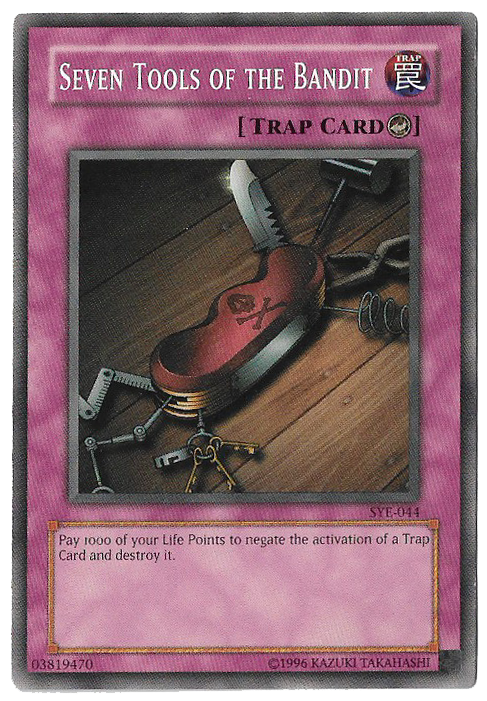 SEVEN TOOLS OF THE BANDIT
TRAP
罠
[TRAP CARD]
SYE-044
Pay 1000 of your Life Points to negate the activation of a Trap
Card and destroy it.
03819470
©1996 KAZUKI TAKAHASHI